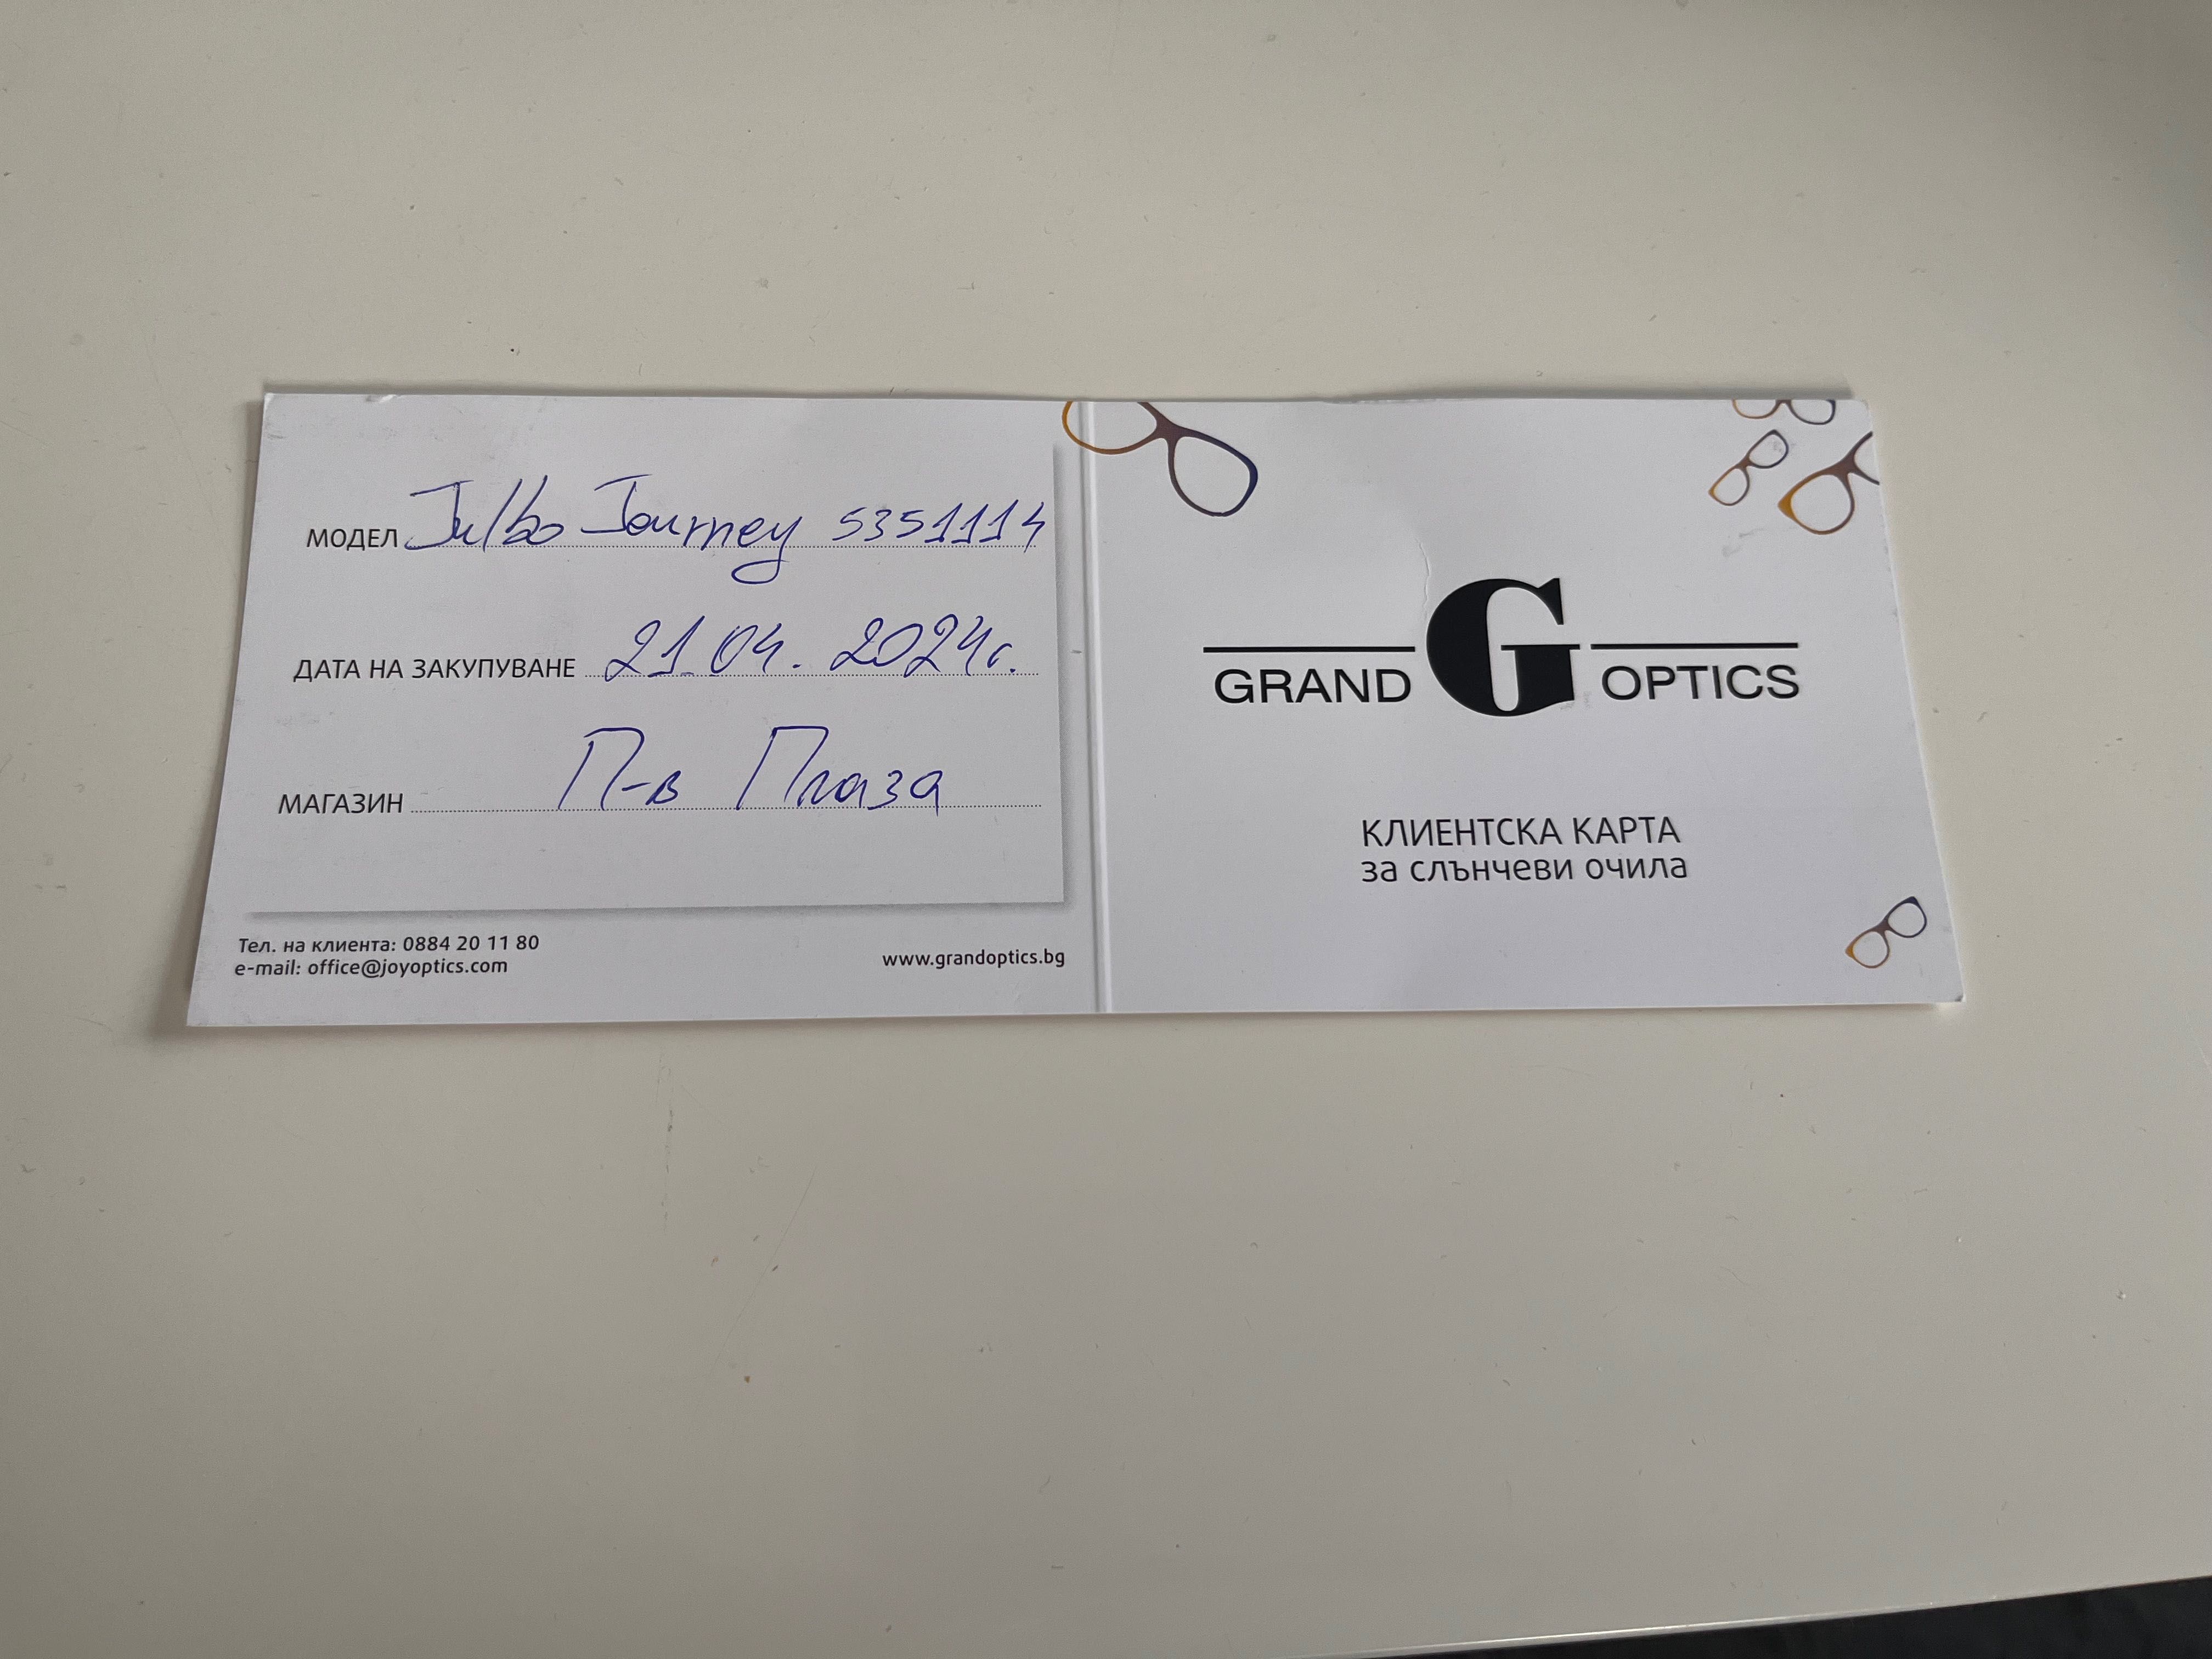 МОДЕЛ Julbo Journey 5351114
ДАТА НА ЗАКУПУВАНЕ 21.04.2024г.
МАГАЗИН П-в Плаза
Тел. на клиента: 0884 20 11 80
e-mail: office@joyoptics.com
www.grandoptics.bg
GRAND G OPTICS
КЛИЕНТСКА КАРТА
за слънчеви очила